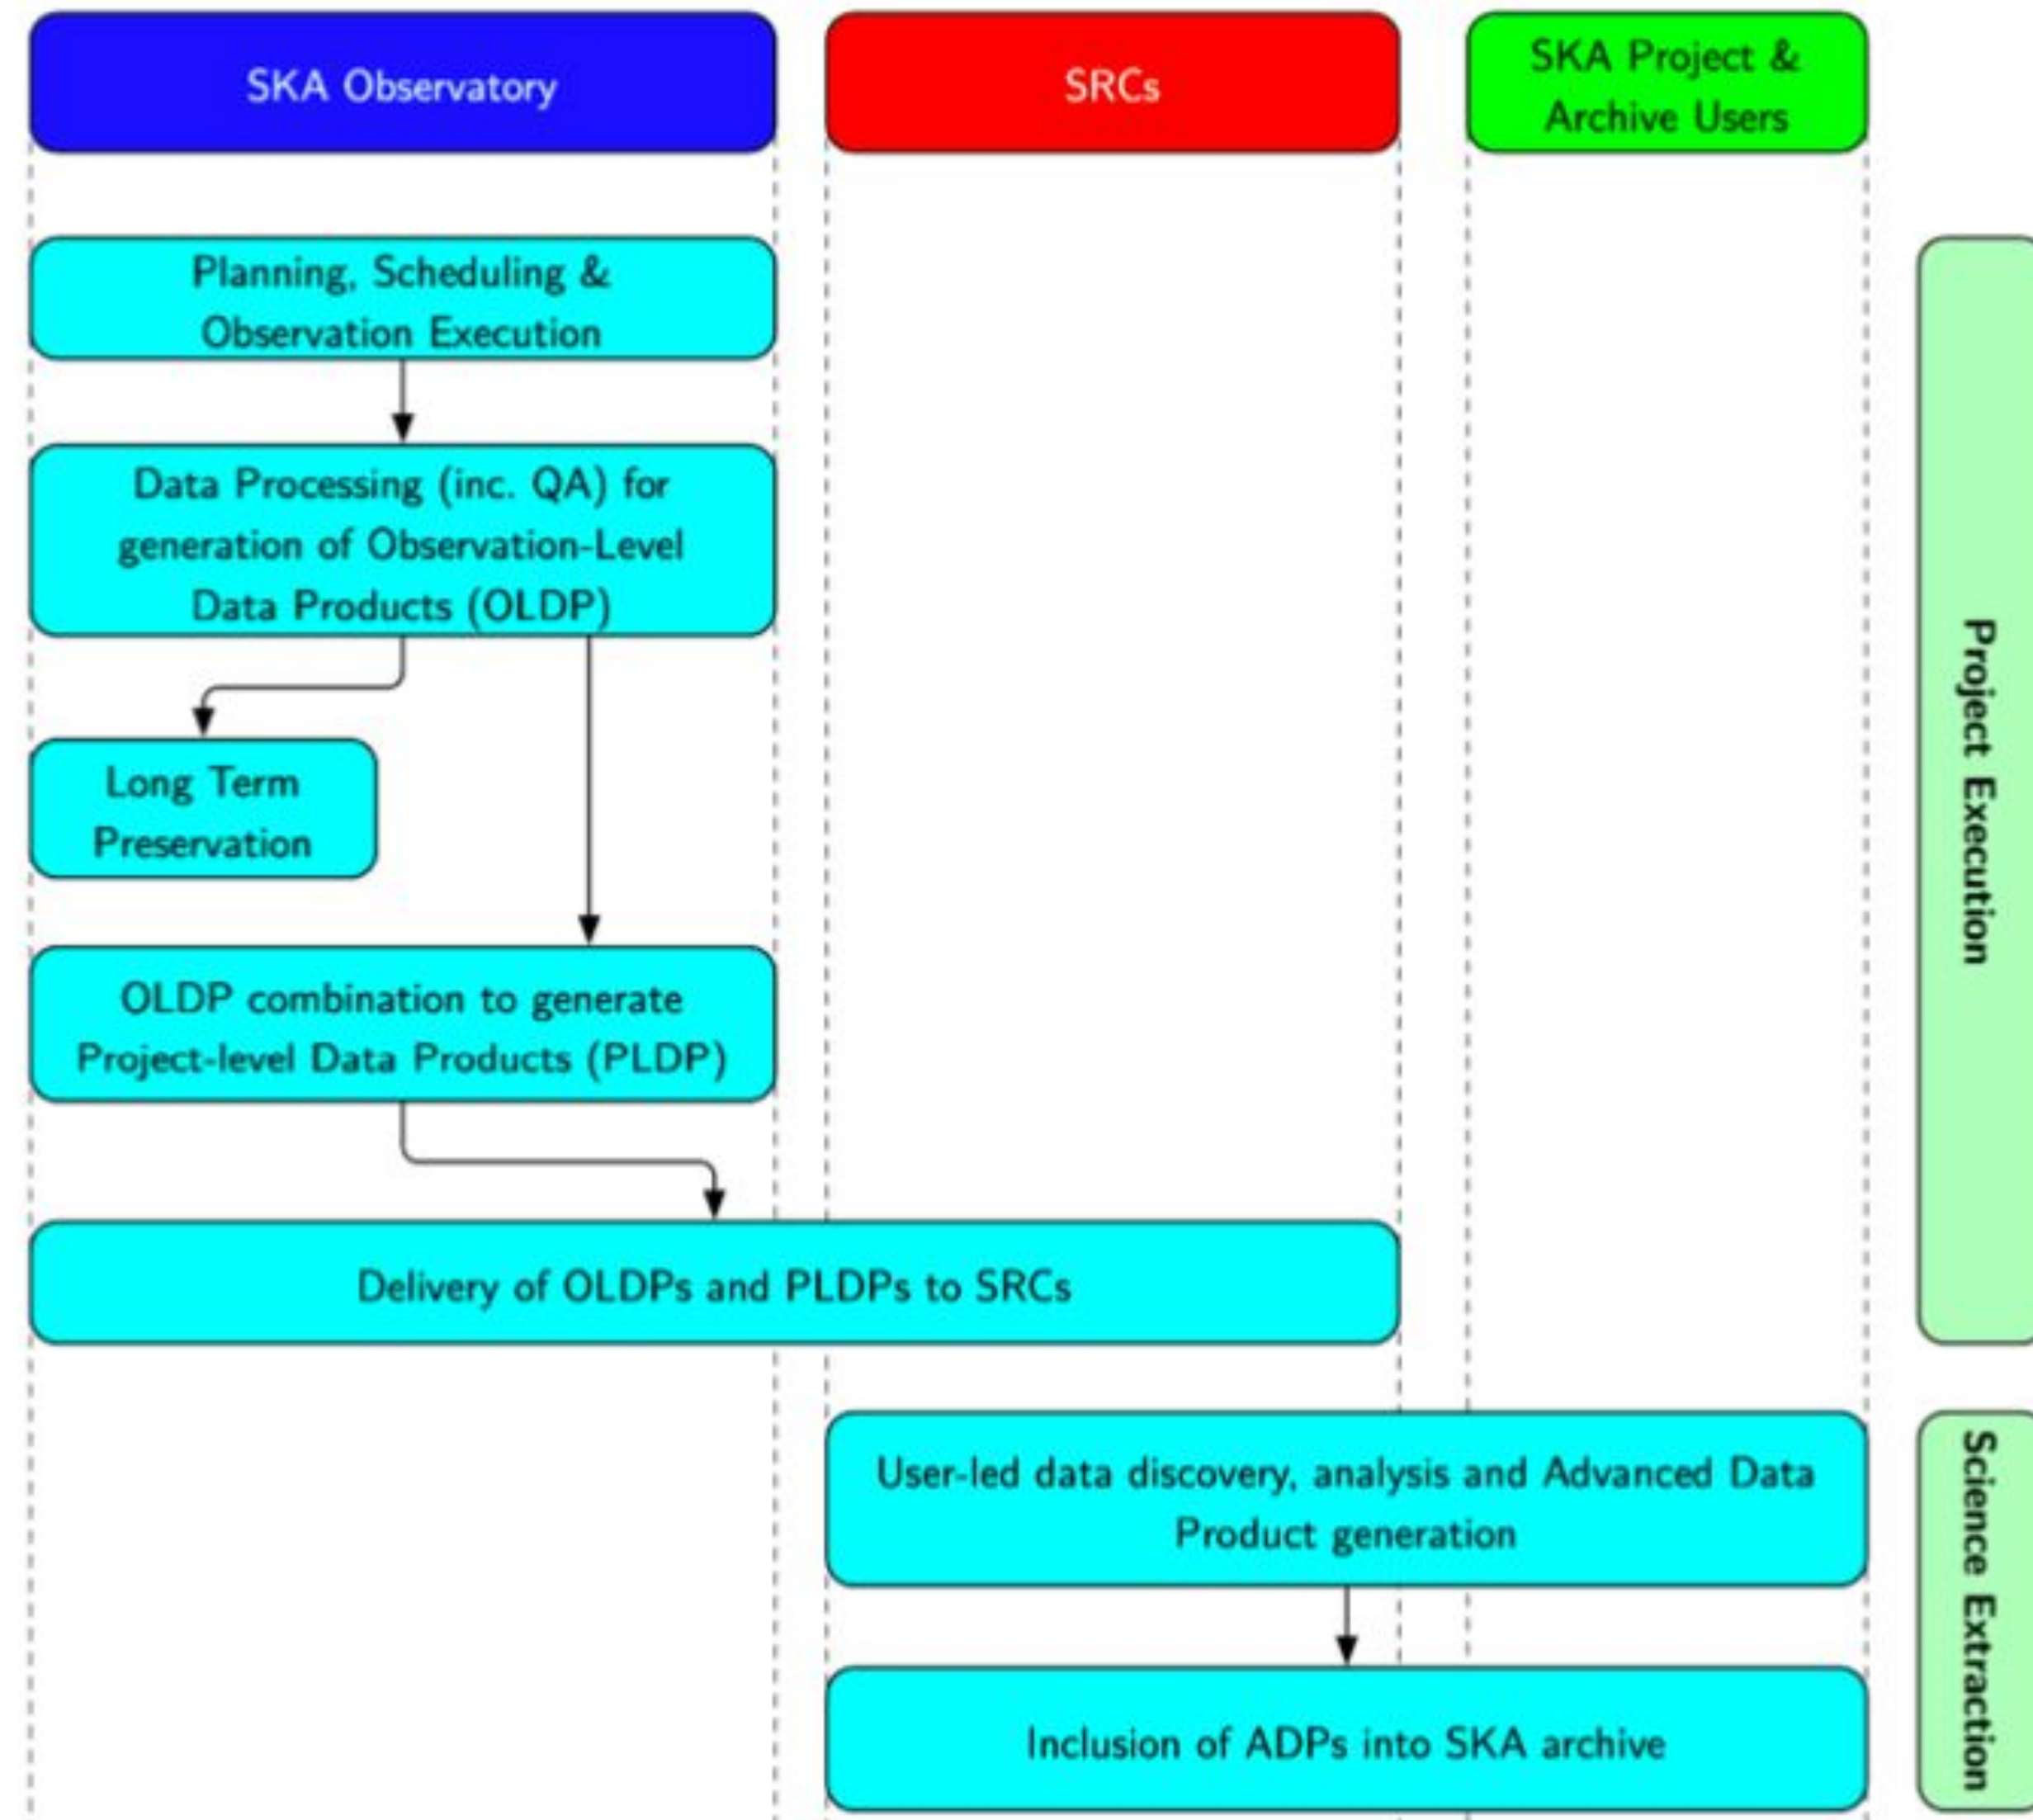 SKA Observatory
SRCs
SKA Project &
Archive Users
Planning, Scheduling &
Observation Execution
Data Processing (inc. QA) for
generation of Observation-Level
Data Products (OLDP)
Long Term
Preservation
OLDP combination to generate
Project-level Data Products (PLDP)
Delivery of OLDPs and PLDPs to SRCs
Project Execution
User-led data discovery, analysis and Advanced Data
Product generation
Inclusion of ADPs into SKA archive
Science Extraction